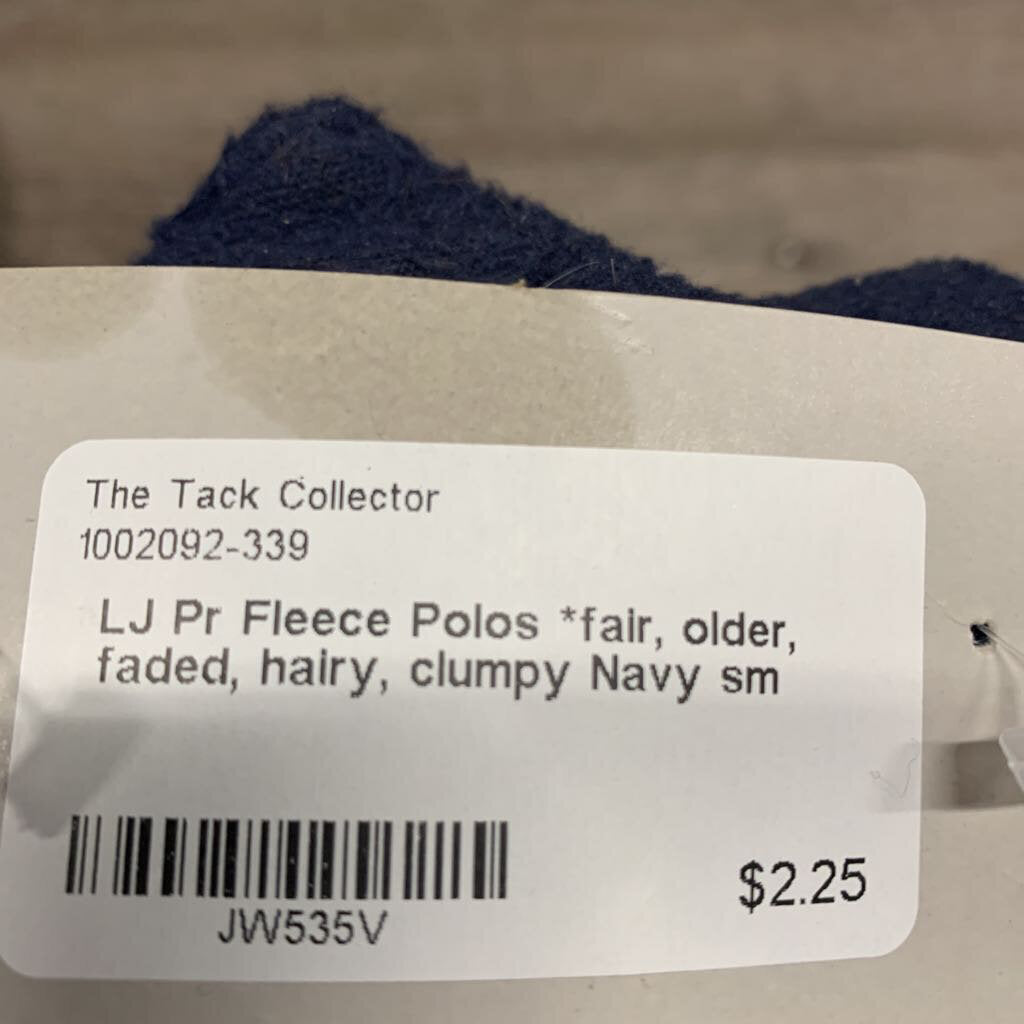 The Tack Collector
1002092-339
LJ Pr Fleece Polos *fair, older,
faded, hairy, clumpy Navy sm
JW535V
$2.25